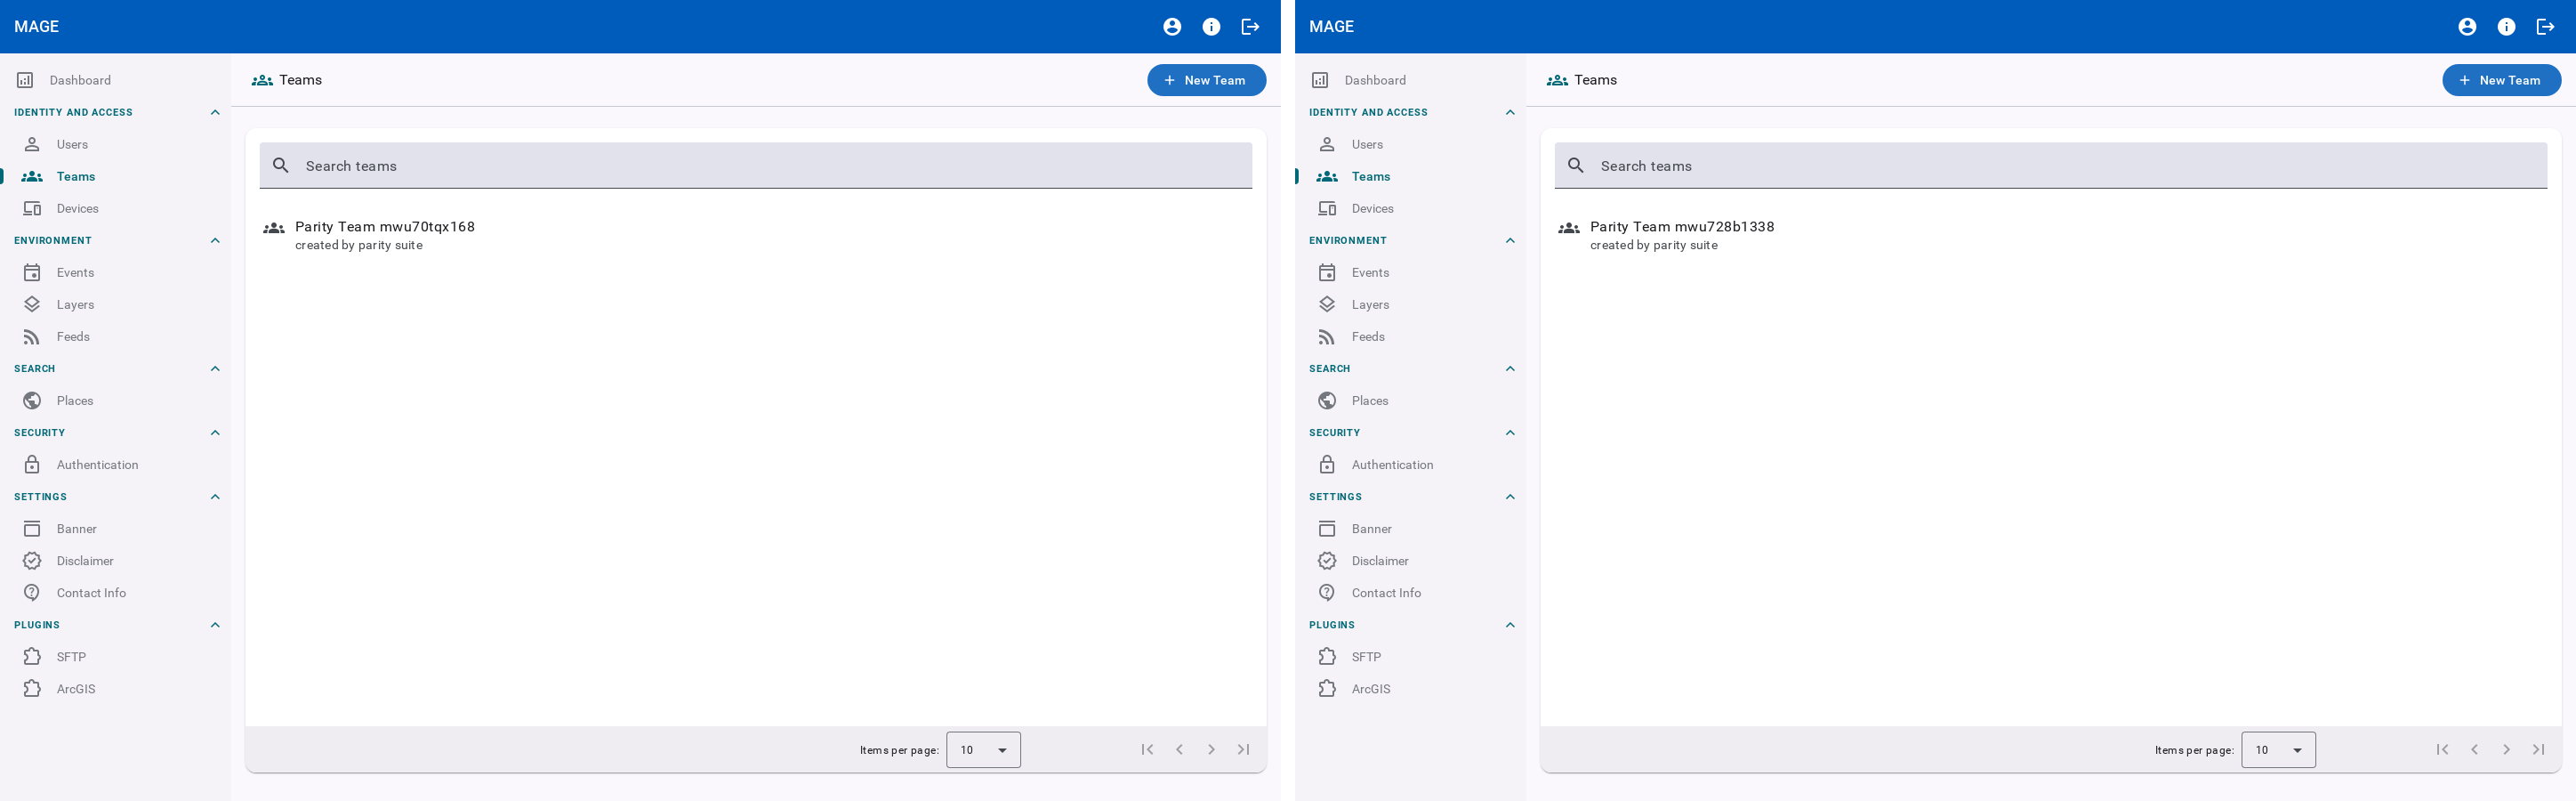 MAGE
Dashboard
IDENTITY AND ACCESS
Users
Teams
Devices
ENVIRONMENT
Events
Layers
Feeds
SEARCH
Places
SECURITY
Authentication
SETTINGS
Banner
Disclaimer
Contact Info
PLUGINS
SFTP
ArcGIS
Teams
New Team
Search teams
Parity Team mwu70tqx168
created by parity suite
Items per page: 10
MAGE
Dashboard
IDENTITY AND ACCESS
Users
Teams
Devices
ENVIRONMENT
Events
Layers
Feeds
SEARCH
Places
SECURITY
Authentication
SETTINGS
Banner
Disclaimer
Contact Info
PLUGINS
SFTP
ArcGIS
Teams
New Team
Search teams
Parity Team mwu728b1338
created by parity suite
Items per page: 10